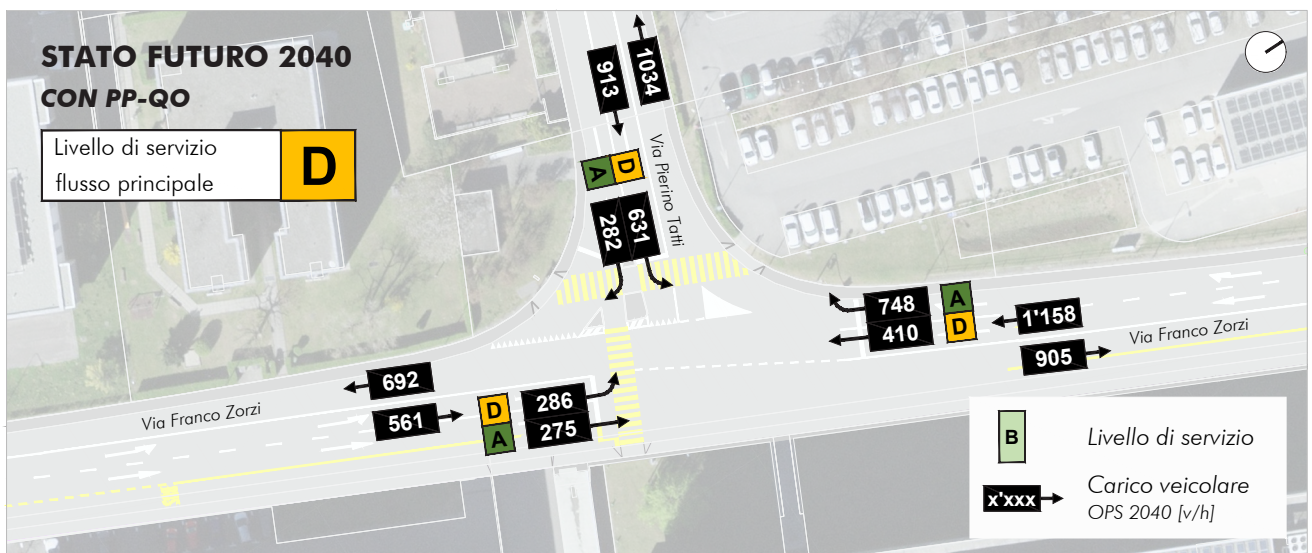 STATO FUTURO 2040
CON PP-QO
Livello di servizio
flusso principale
D
913
1034
A
D
Via Pierino Tatti
282
631
748
A
410
D
1'158
905
Via Franco Zorzi
692
561
Via Franco Zorzi
D
A
286
275
B
Livello di servizio
x'xxx
Carico veicolare
OPS 2040 [v/h]